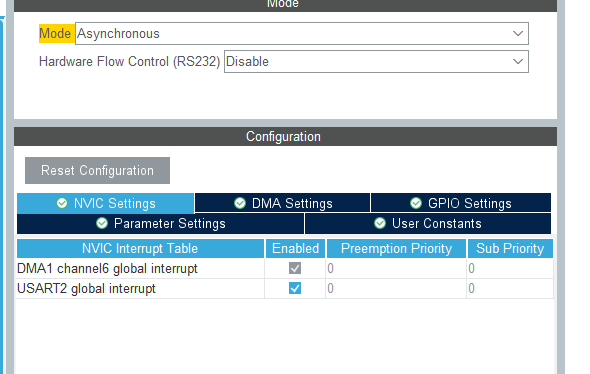 Mode
Mode Asynchronous
Hardware Flow Control (RS232) Disable
Configuration
Reset Configuration
NVIC Settings DMA Settings GPIO Settings
Parameter Settings User Constants
NVIC Interrupt Table Enabled Preemption Priority Sub Priority
DMA1 channel6 global interrupt 0 0
USART2 global interrupt 0 0